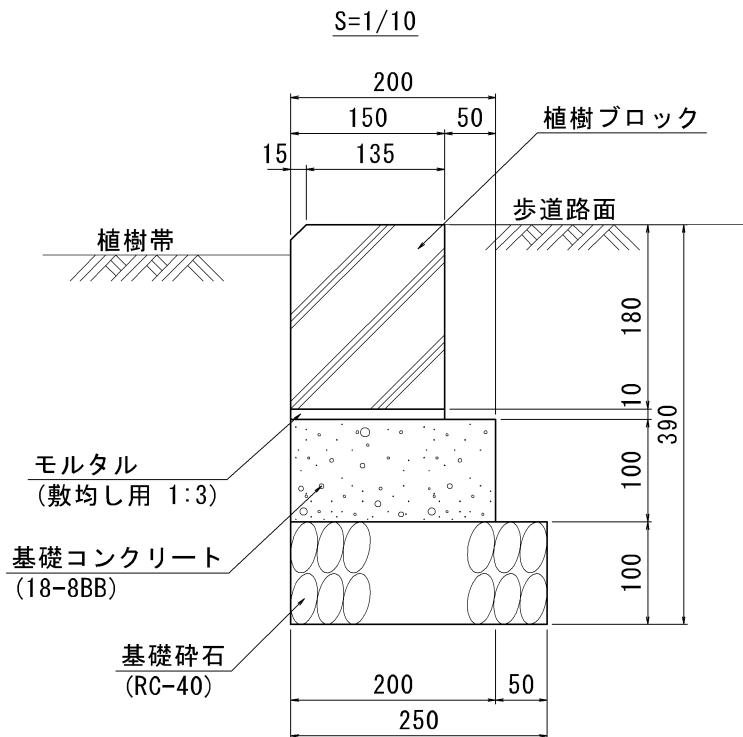 S=1/10
200
150
50
植樹ブロック
15
135
歩道路面
植樹帯
180
10
390
モルタル
(敷均し用 1:3)
100
基礎コンクリート
(18-8BB)
100
基礎砕石
(RC-40)
200
50
250